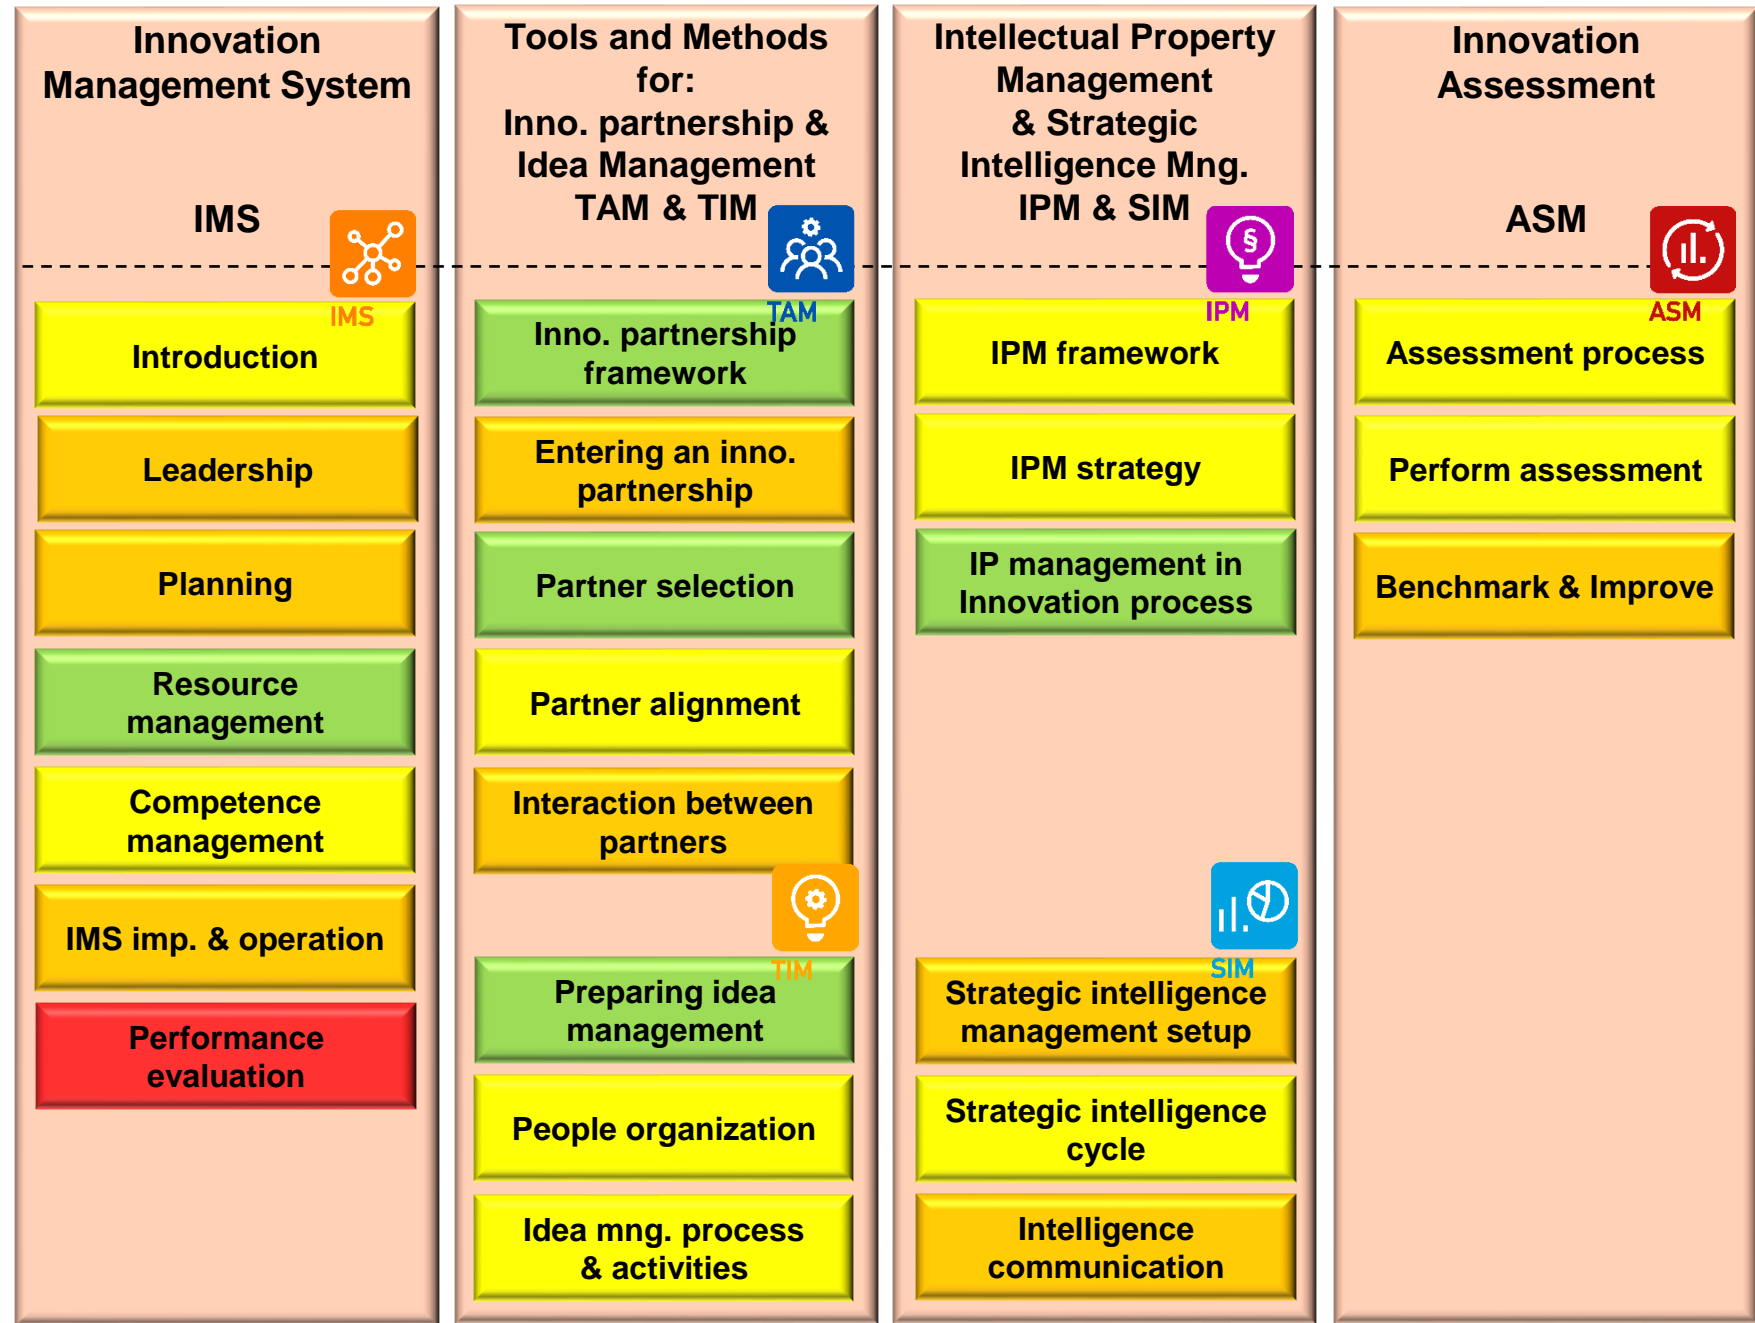 Innovation
Management System
IMS
IMS
Introduction
Leadership
Planning
Resource
management
Competence
management
IMS imp. & operation
Performance
evaluation
Tools and Methods
for:
Inno. partnership &
Idea Management
TAM & TIM
TAM
Inno. partnership
framework
Entering an inno.
partnership
Partner selection
Partner alignment
Interaction between
partners
TIM
Preparing idea
management
People organization
Idea mng. process
& activities
Intellectual Property
Management
& Strategic
Intelligence Mng.
IPM & SIM
§
IPM
IPM framework
IPM strategy
IP management in
Innovation process
SIM
Strategic intelligence
management setup
Strategic intelligence
cycle
Intelligence
communication
Innovation
Assessment
ASM
ASM
Assessment process
Perform assessment
Benchmark & Improve